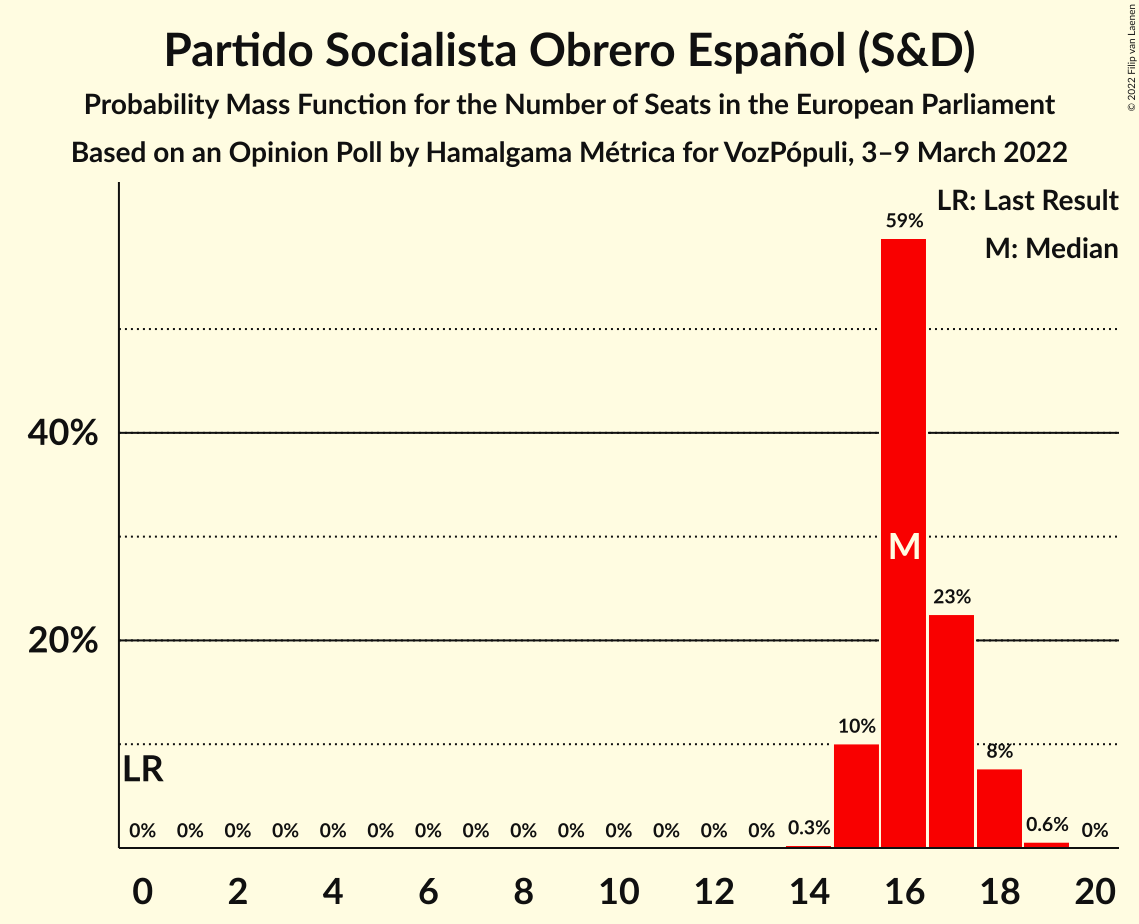 Partido Socialista Obrero Español (S&D)
Probability Mass Function for the Number of Seats in the European Parliament
Based on an Opinion Poll by Hamalgama Métrica for VozPópuli, 3–9 March 2022
© 2022 Filip van Laenen
LR: Last Result
M: Median
59%
40%
M
23%
20%
10%
8%
LR
0% 0% 0% 0% 0% 0% 0% 0% 0% 0% 0% 0% 0% 0% 0.3% 0.6% 0%
0 2 4 6 8 10 12 14 16 18 20